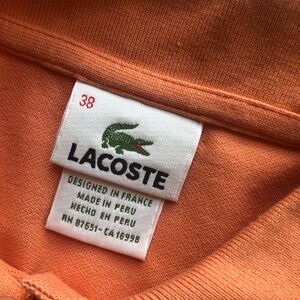 38
LACOSTE
DESIGNED IN FRANCE
MADE IN PERU
HECHO EN PERU
RN 87651-CA 16998